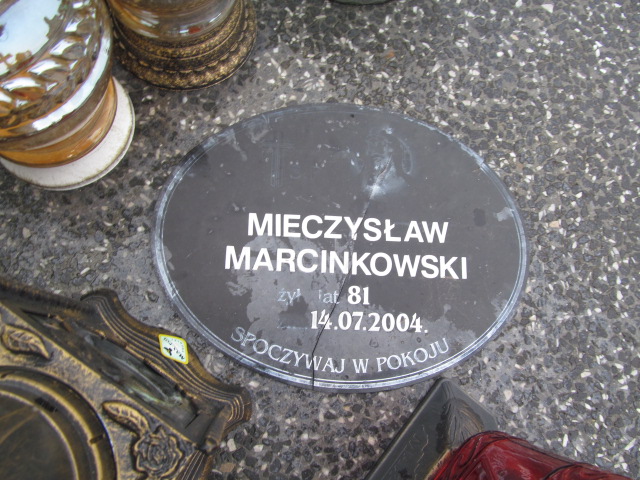 MIECZYSŁAW
MARCINKOWSKI
żył lat 81
14.07.2004.
SPOCZYWAJ W POKOJU